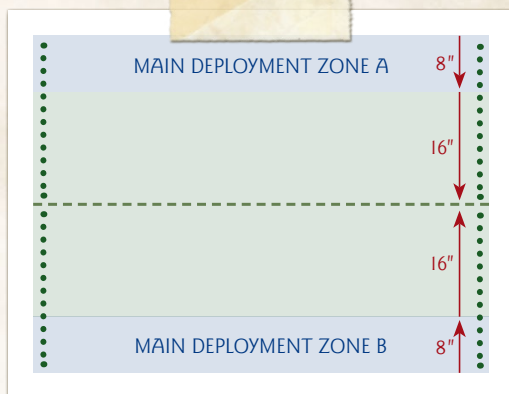 MAIN DEPLOYMENT ZONE A
8"
16"
16"
MAIN DEPLOYMENT ZONE B
8"